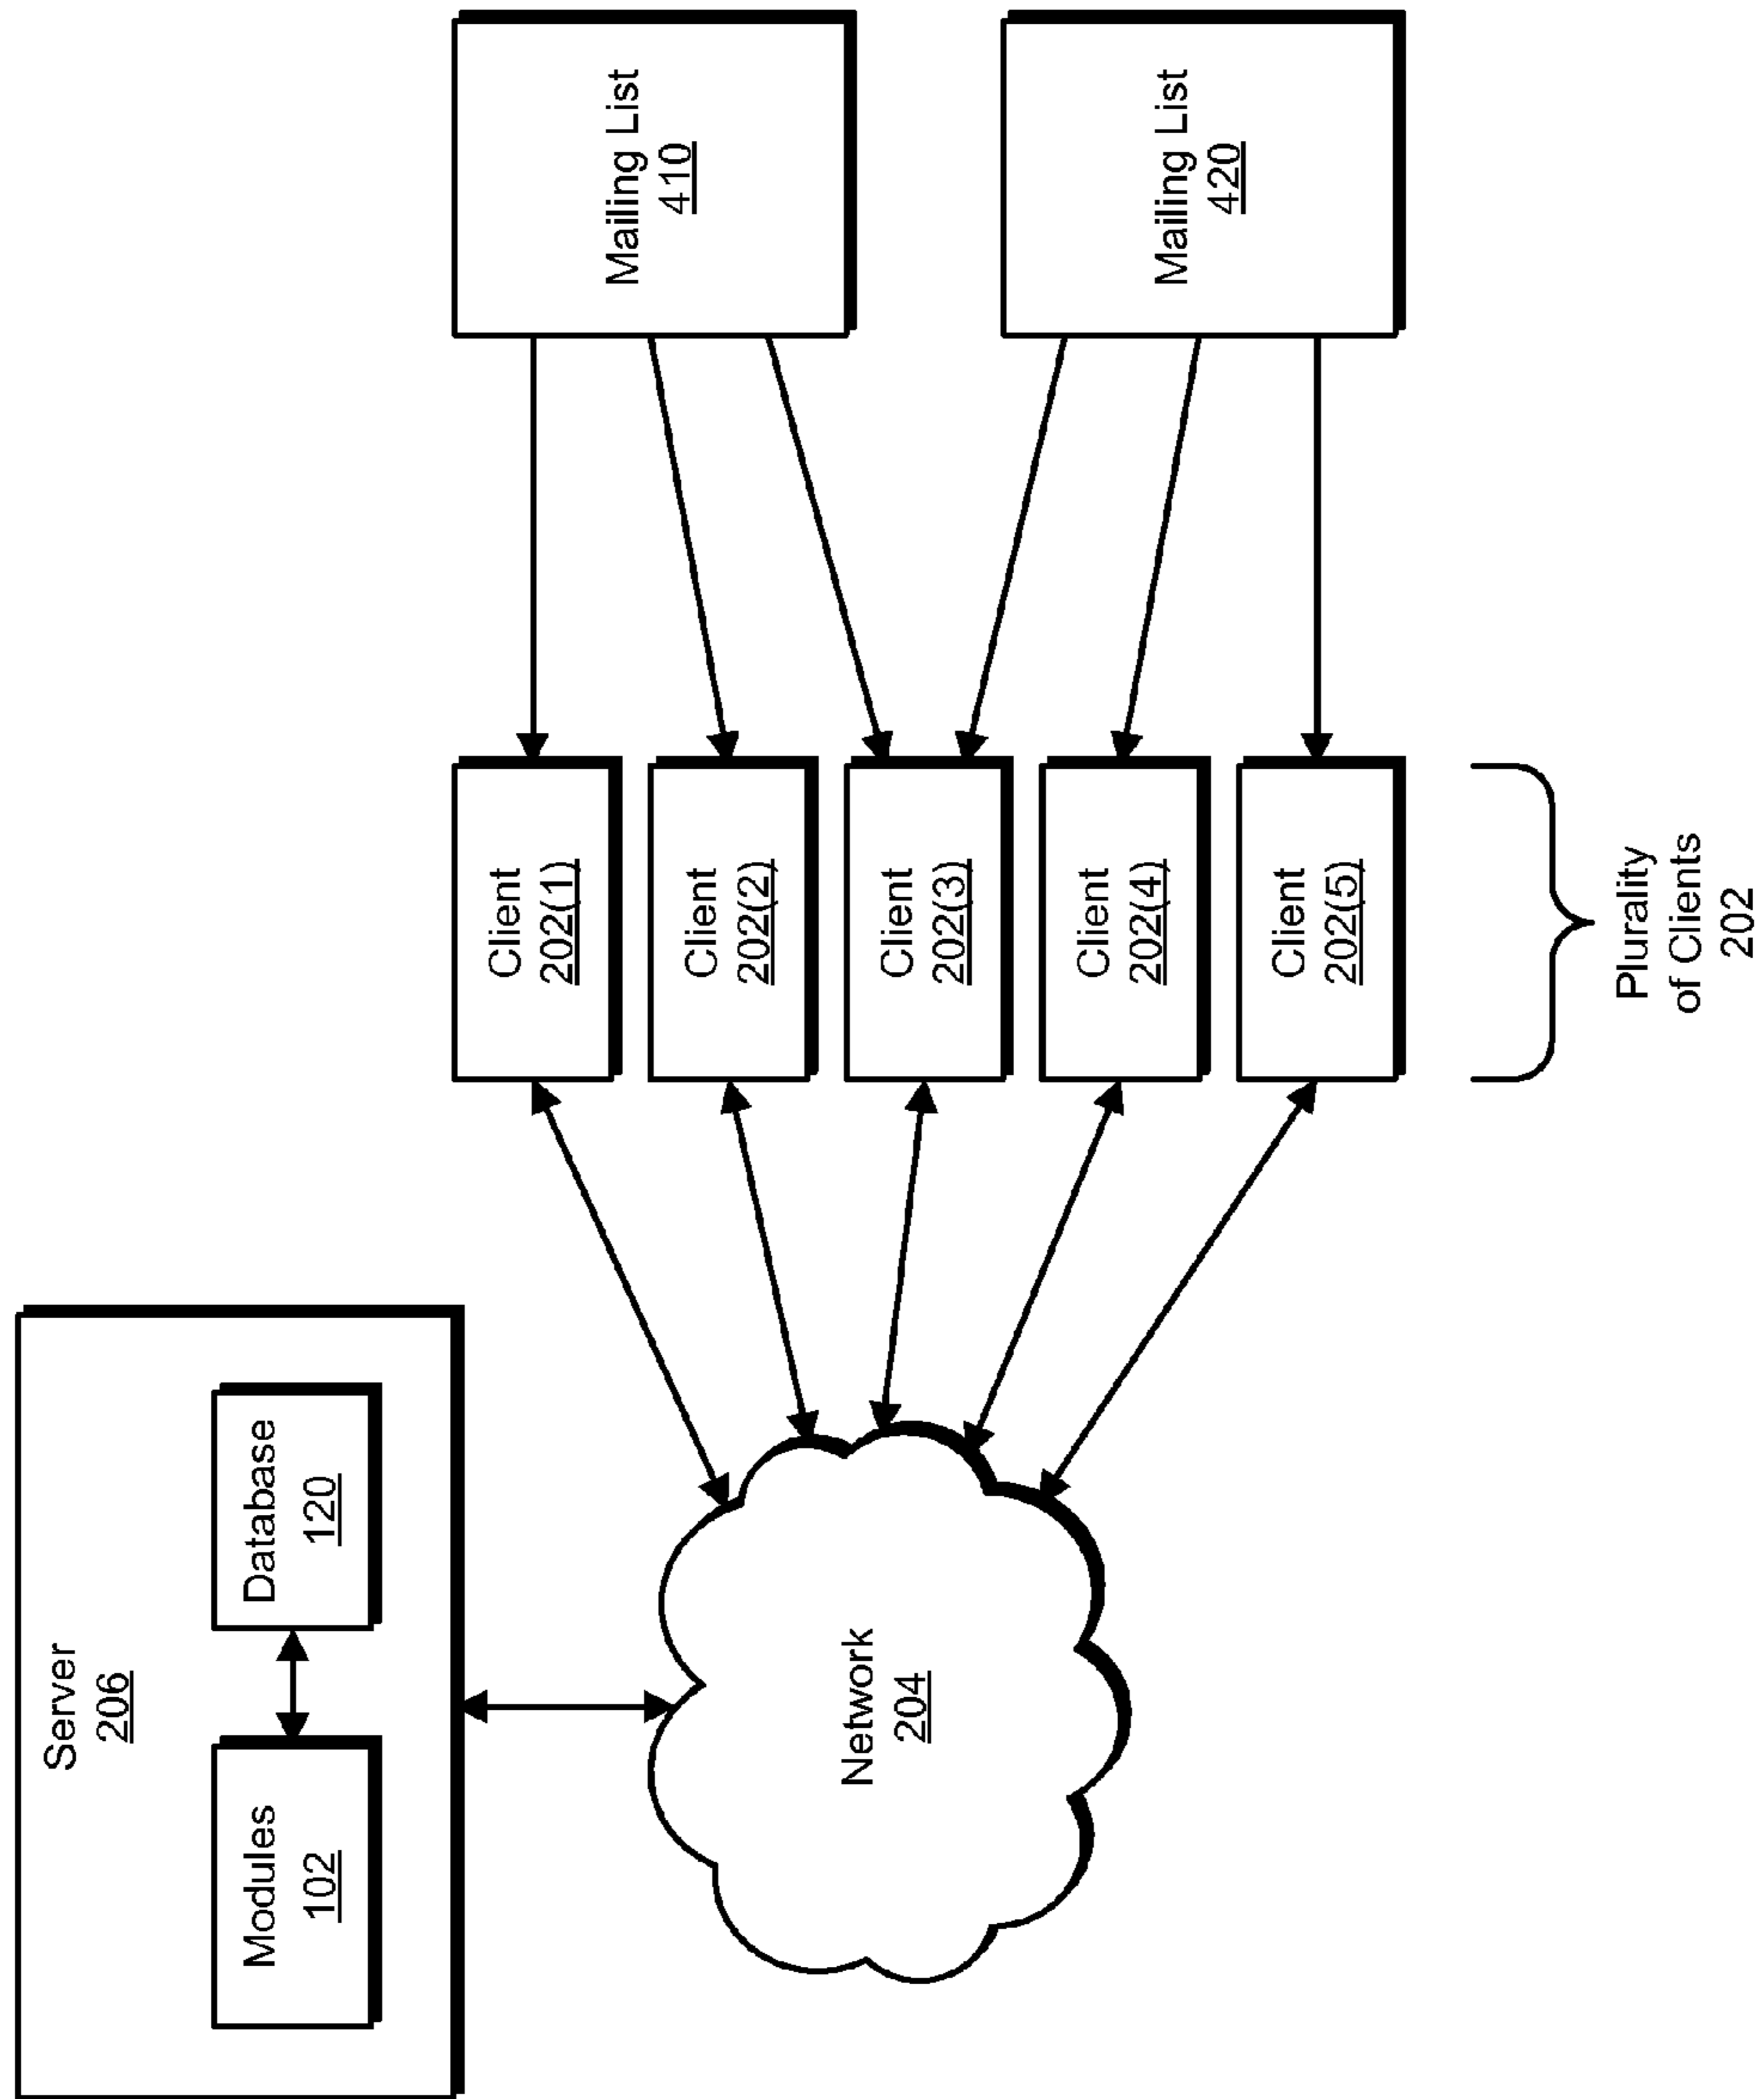 Server
206
Modules
102
Database
120
Network
204
Client
202(1)
Client
202(2)
Client
202(3)
Client
202(4)
Client
202(5)
Plurality
of Clients
202
Mailing List
410
Mailing List
420